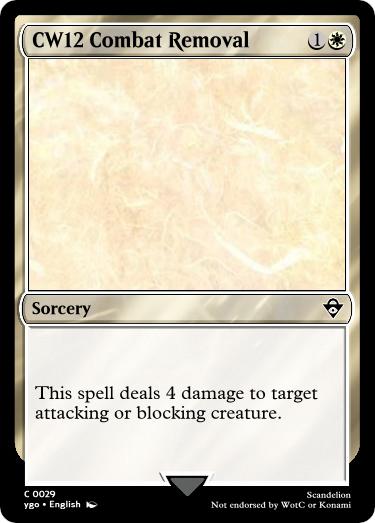 CW12 Combat Removal 1
Sorcery
This spell deals 4 damage to target
attacking or blocking creature.
C 0029
Scandelion
ygo • English
Not endorsed by WotC or Konami